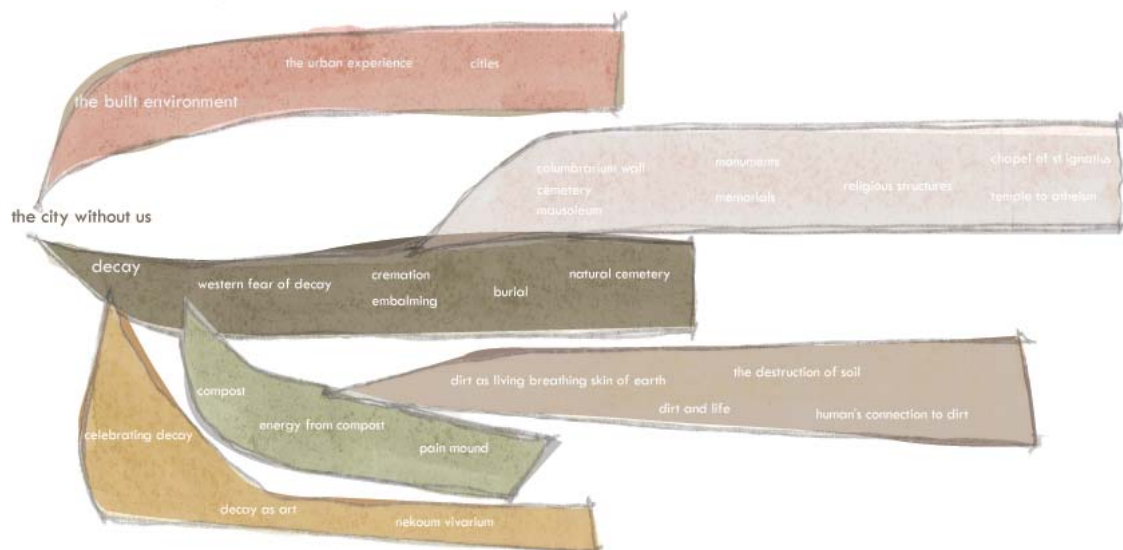 the urban experience
cities
the built environment
columbrarium wall
monuments
chapel of st ignatius
cemetery
religious structures
mausoleum
memorials
temple to athelun
the city without us
decay
western fear of decay
cremation
natural cemetery
embalming
burial
compost
dirt as living breathing skin of earth
the destruction of soil
energy from compost
dirt and life
human's connection to dirt
celebrating decay
pain mound
decay as art
nekoum vivarium